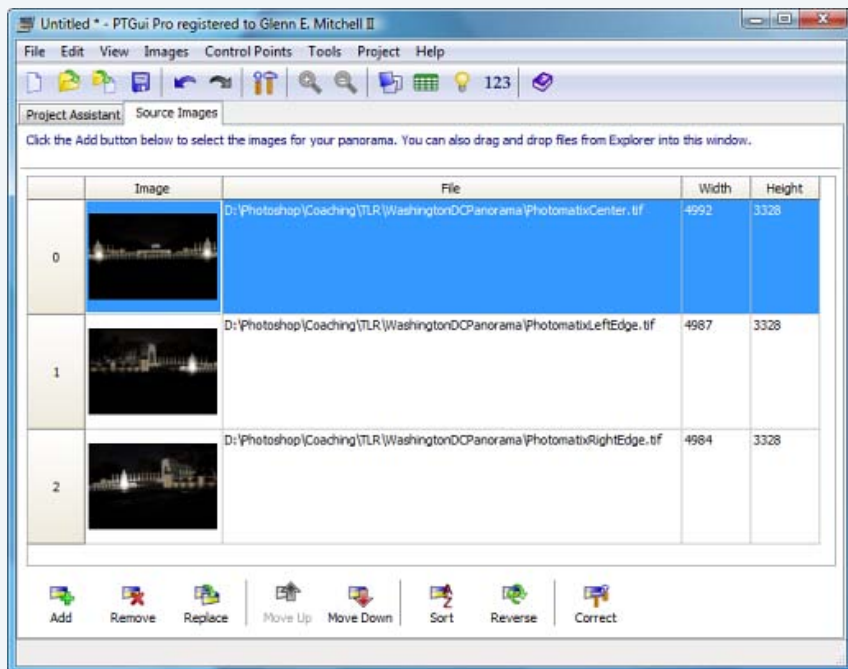 Untitled * - PTGui Pro registered to Glenn E. Mitchell II
File Edit View Images Control Points Tools Project Help
123
Project Assistant Source Images
Click the Add button below to select the images for your panorama. You can also drag and drop files from Explorer into this window.
Image File Width Height
0 D:\Photoshop\Coaching\TLR\WashingtonDCPanorama\PhotomatixCenter.tif 4992 3328
1 D:\Photoshop\Coaching\TLR\WashingtonDCPanorama\PhotomatixLeftEdge.tif 4987 3328
2 D:\Photoshop\Coaching\TLR\WashingtonDCPanorama\PhotomatixRightEdge.tif 4984 3328
Add Remove Replace Move Up Move Down Sort Reverse Correct